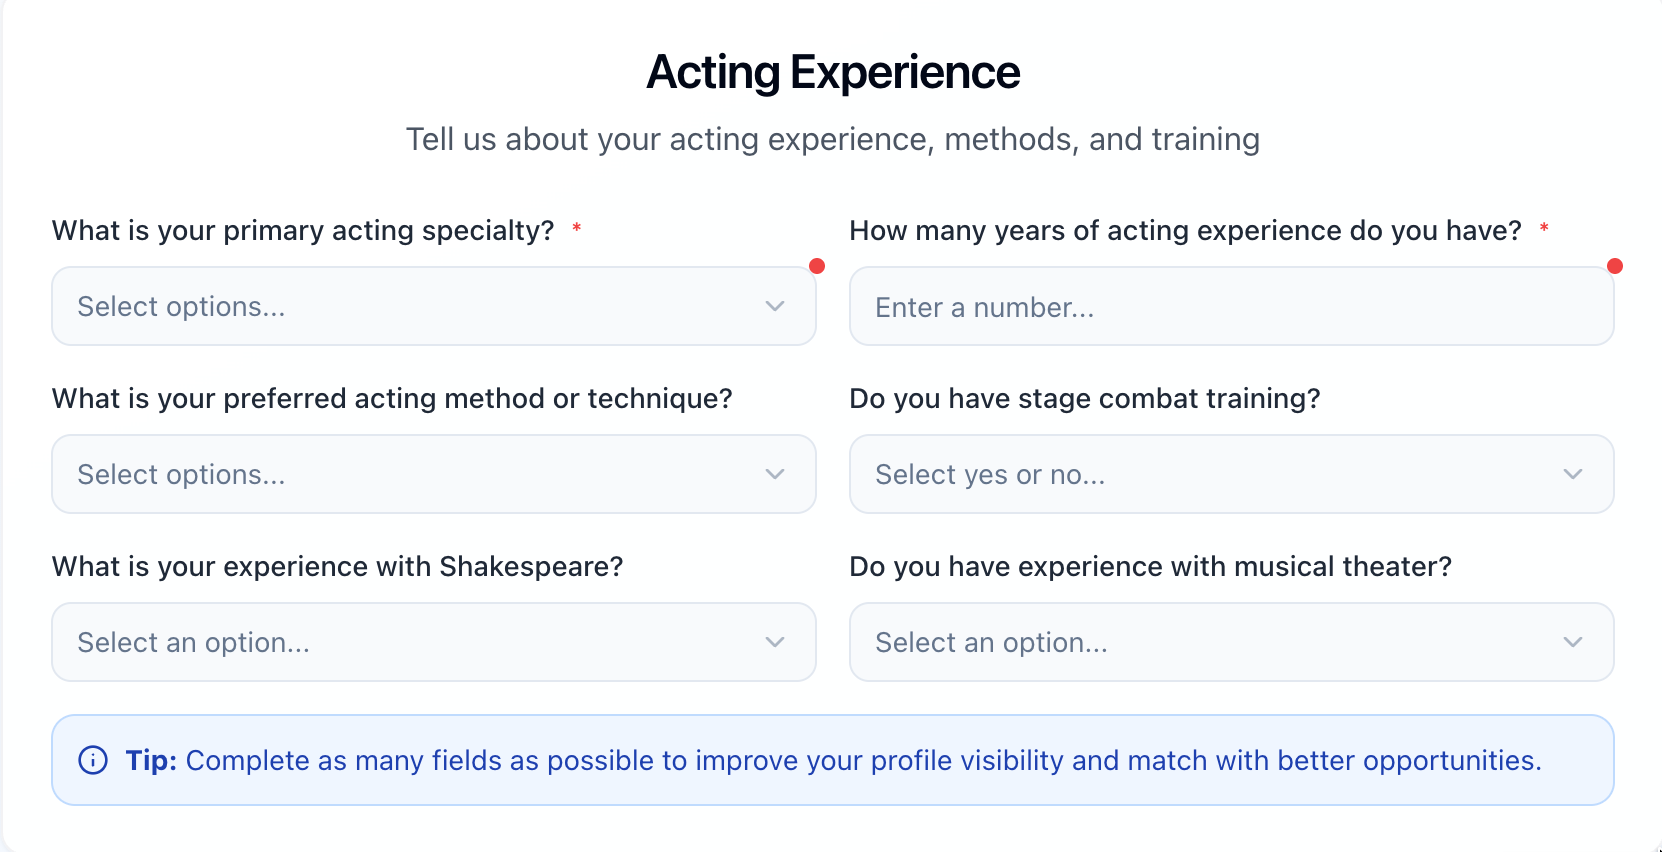 Acting Experience
Tell us about your acting experience, methods, and training
What is your primary acting specialty? *
Select options...
How many years of acting experience do you have? *
Enter a number...
What is your preferred acting method or technique?
Select options...
Do you have stage combat training?
Select yes or no...
What is your experience with Shakespeare?
Select an option...
Do you have experience with musical theater?
Select an option...
Tip: Complete as many fields as possible to improve your profile visibility and match with better opportunities.